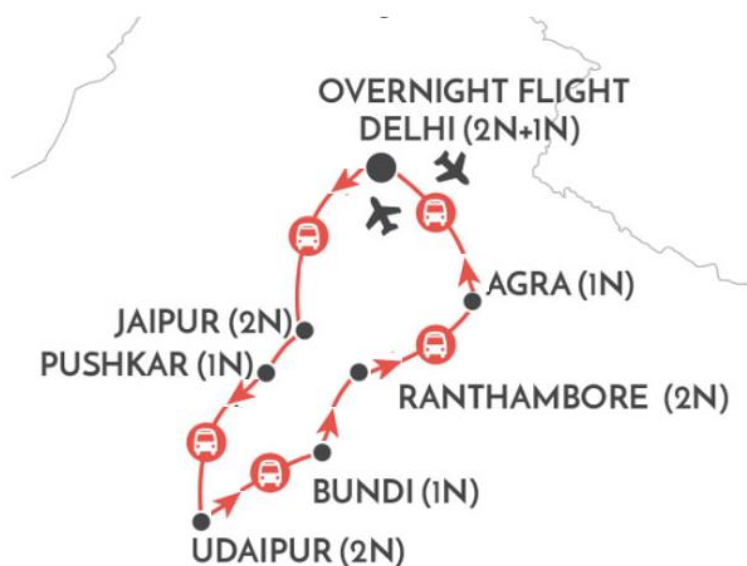 OVERNIGHT FLIGHT
DELHI (2N+1N)
AGRA (1N)
JAIPUR (2N)
PUSHKAR (1N)
RANTHAMBORE (2N)
BUNDI (1N)
UDAIPUR (2N)